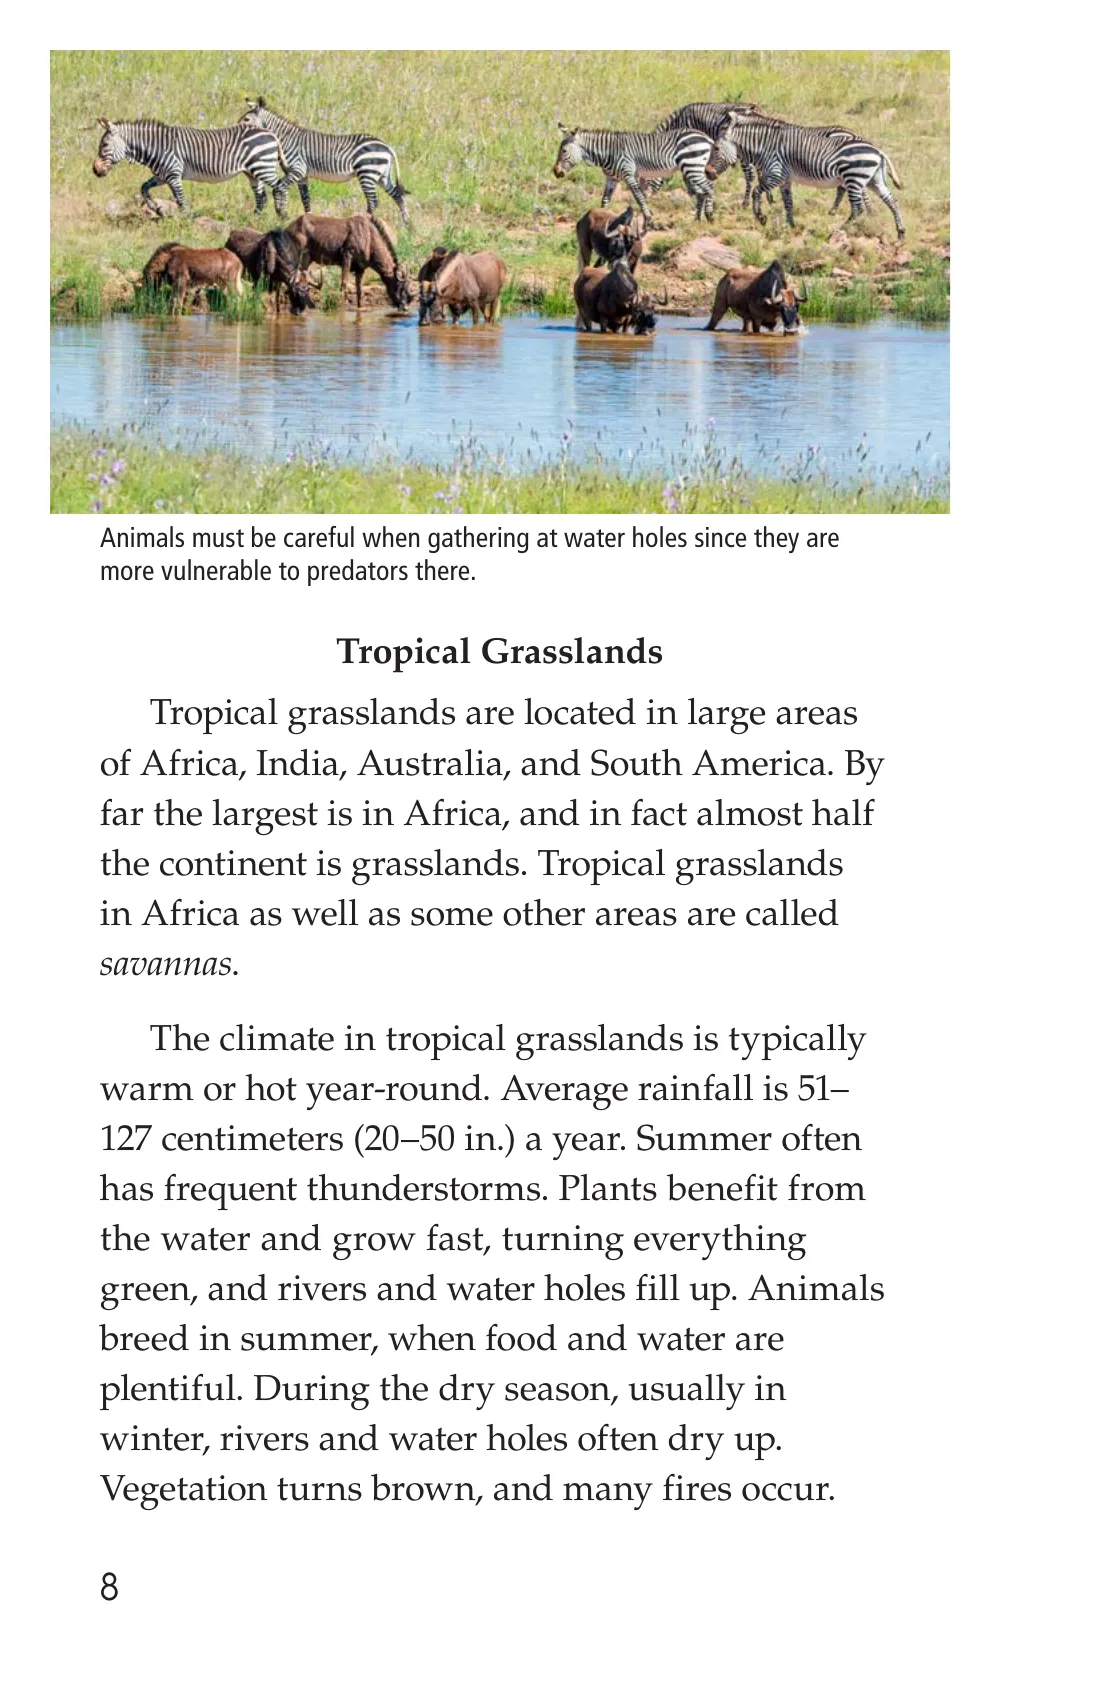 Animals must be careful when gathering at water holes since they are
more vulnerable to predators there.
Tropical Grasslands
Tropical grasslands are located in large areas
of Africa, India, Australia, and South America. By
far the largest is in Africa, and in fact almost half
the continent is grasslands. Tropical grasslands
in Africa as well as some other areas are called
savannas.
The climate in tropical grasslands is typically
warm or hot year-round. Average rainfall is 51–
127 centimeters (20–50 in.) a year. Summer often
has frequent thunderstorms. Plants benefit from
the water and grow fast, turning everything
green, and rivers and water holes fill up. Animals
breed in summer, when food and water are
plentiful. During the dry season, usually in
winter, rivers and water holes often dry up.
Vegetation turns brown, and many fires occur.
8